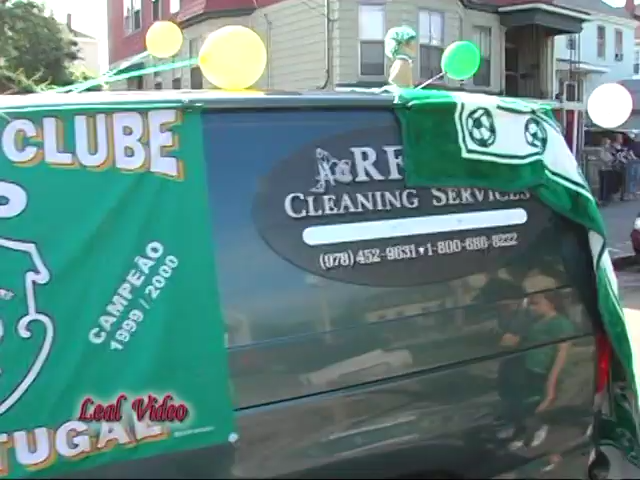 CLUBE
CAMPEÃO
1999 / 2000
TUGAL
Leal Video
CLEANING SERVICES
(978) 452-9631 • 1-800-686-8222